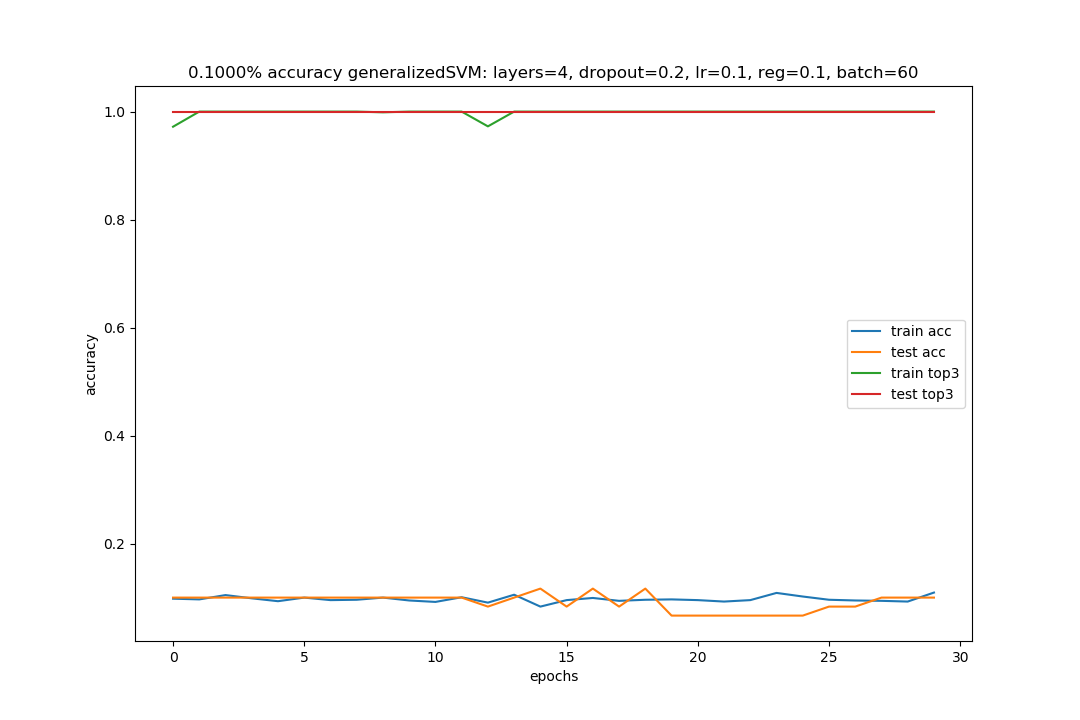 0.1000% accuracy generalizedSVM: layers=4, dropout=0.2, lr=0.1, reg=0.1, batch=60
1.0
0.8
0.6
0.4
0.2
accuracy
train acc
test acc
train top3
test top3
0 5 10 15 20 25 30
epochs